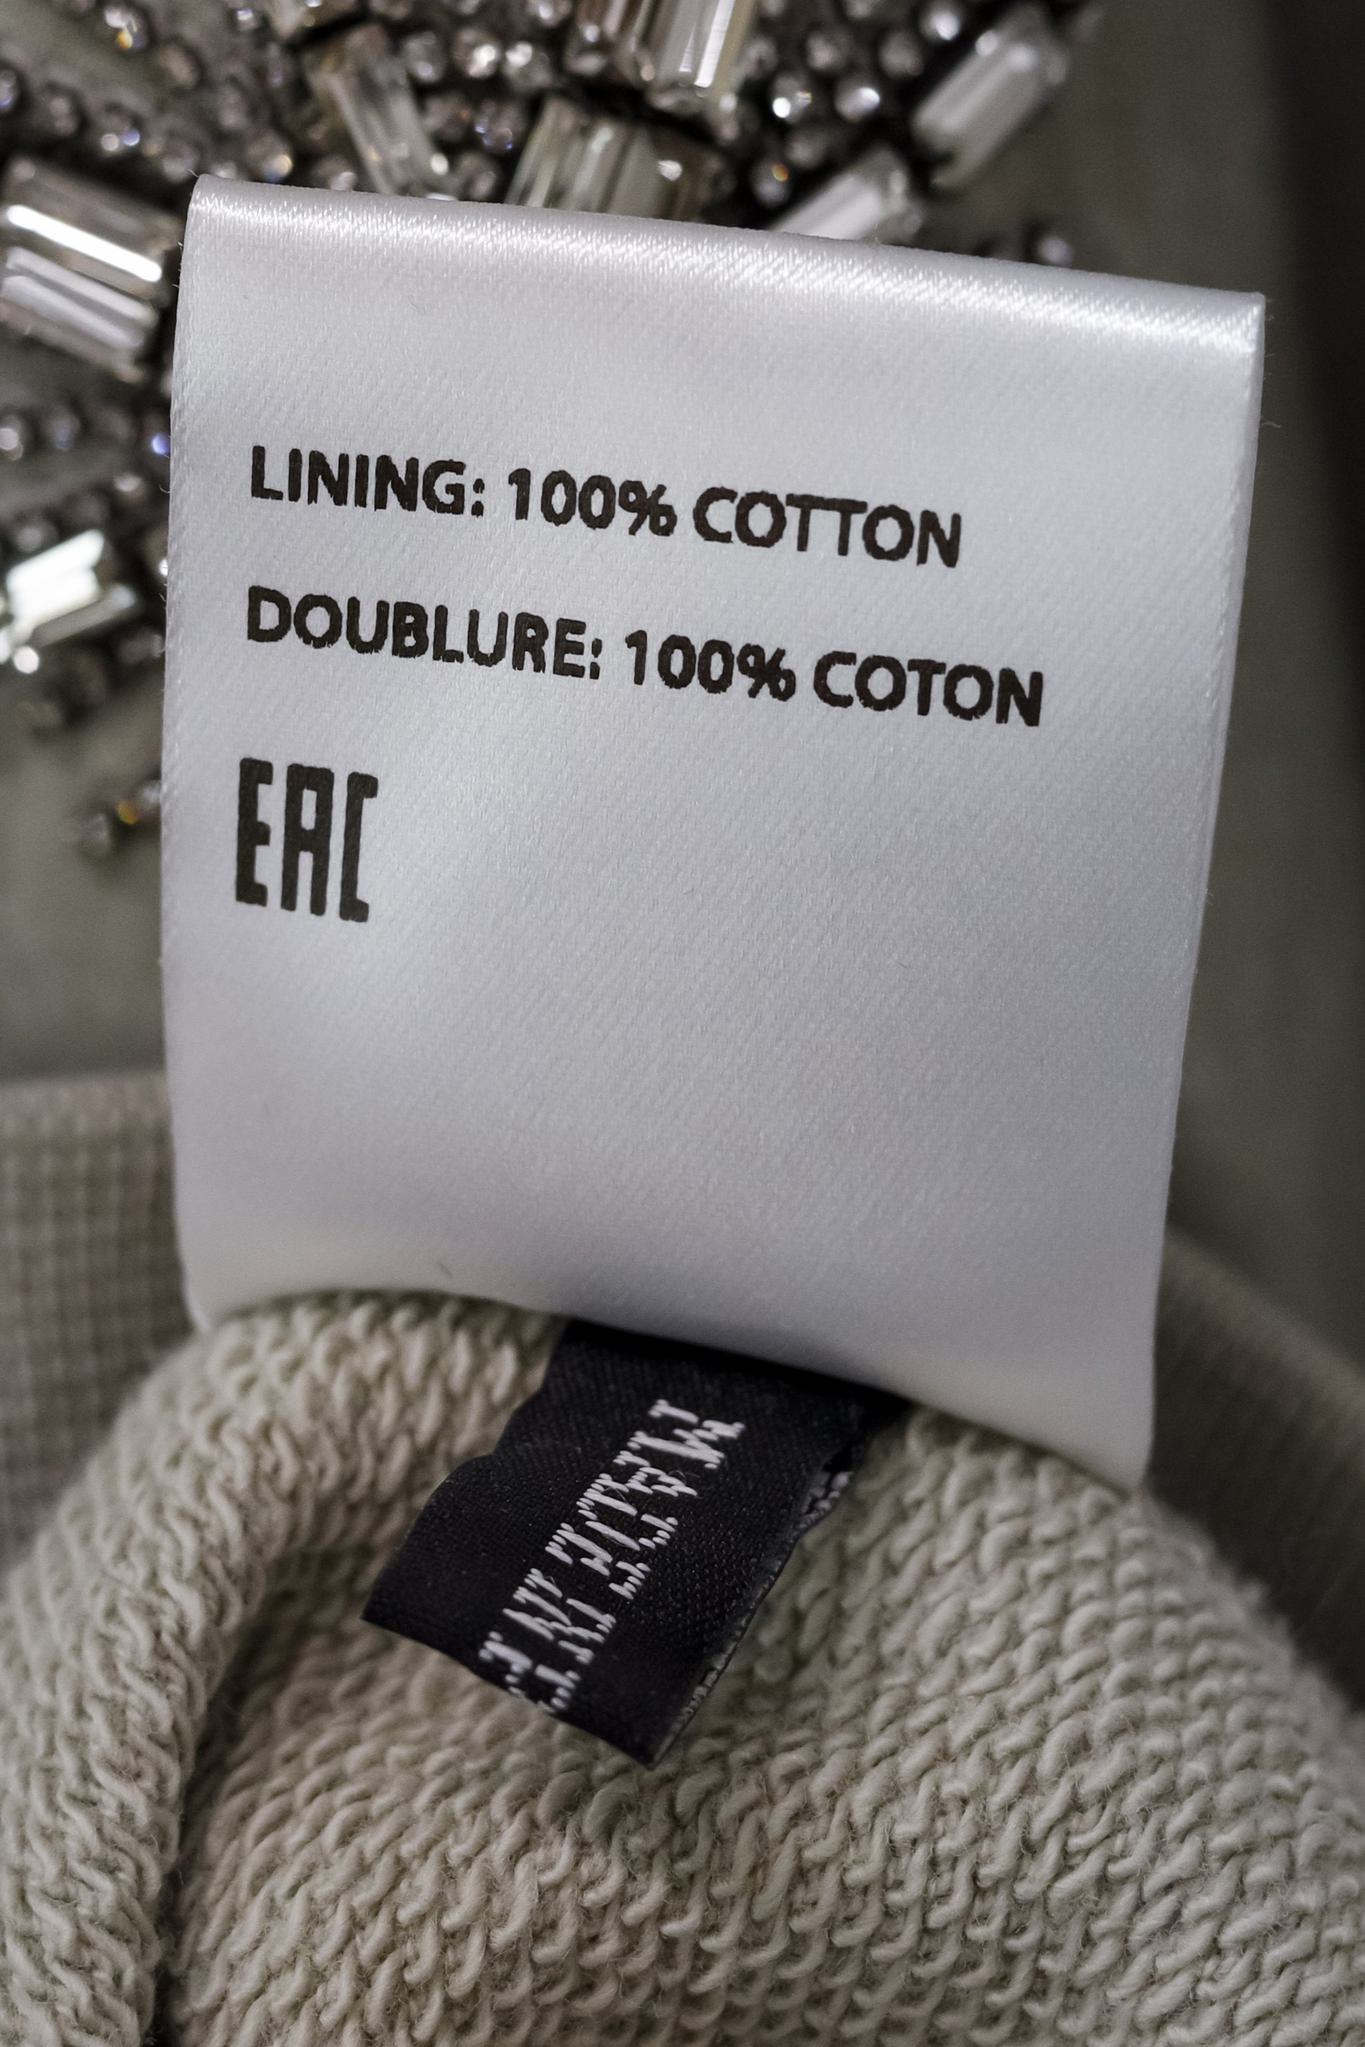 LINING: 100% COTTON
DOUBLURE: 100% COTON
EAC